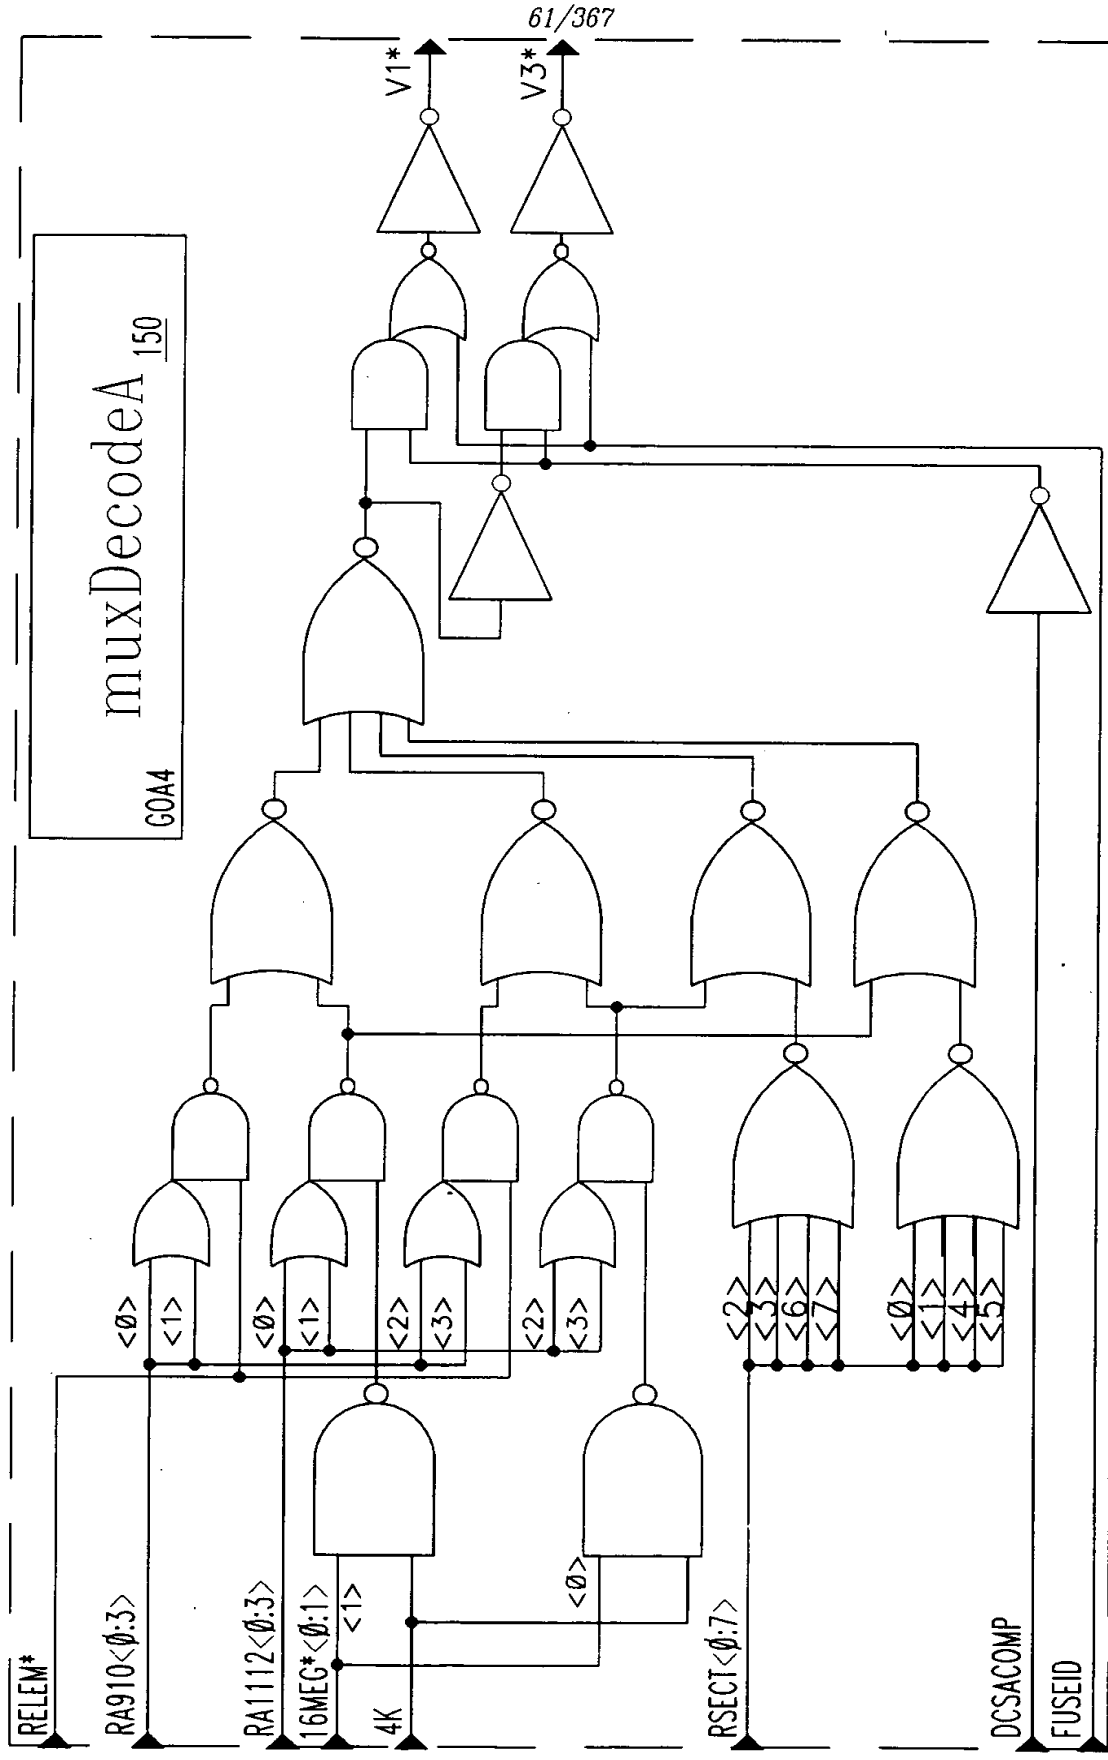 61/367
V1*
V3*
muxDecodeA 150
GOA4
<Ø>
<1>
<Ø>
<1>
<2>
<3>
<2>
<3>
<2>
<3>
<6>
<7>
<Ø>
<1>
<4>
<5>
<1>
<Ø>
RELEM*
RA910<Ø:3>
RA1112<Ø:3>
16MEG*<Ø:1>
4K
RSECT<Ø:7>
DCSACOMP
FUSEID